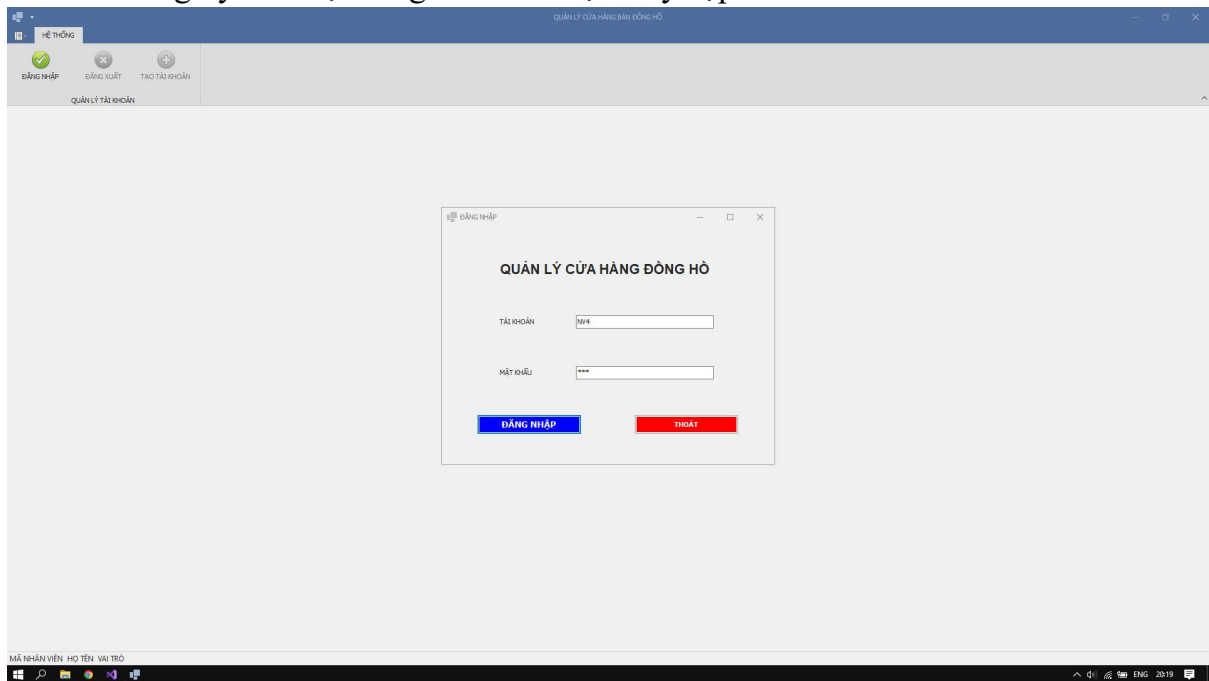 QUẢN LÝ CỬA HÀNG BÁN ĐỒNG HỒ
HỆ THỐNG
ĐĂNG NHẬP ĐĂNG XUẤT TẠO TÀI KHOẢN
QUẢN LÝ TÀI KHOẢN
ĐĂNG NHẬP
QUẢN LÝ CỬA HÀNG ĐỒNG HỒ
TÀI KHOẢN NV4
MẬT KHẨU ***
ĐĂNG NHẬP THOÁT
MÃ NHÂN VIÊN HỌ TÊN VAI TRÒ
ENG 20:19